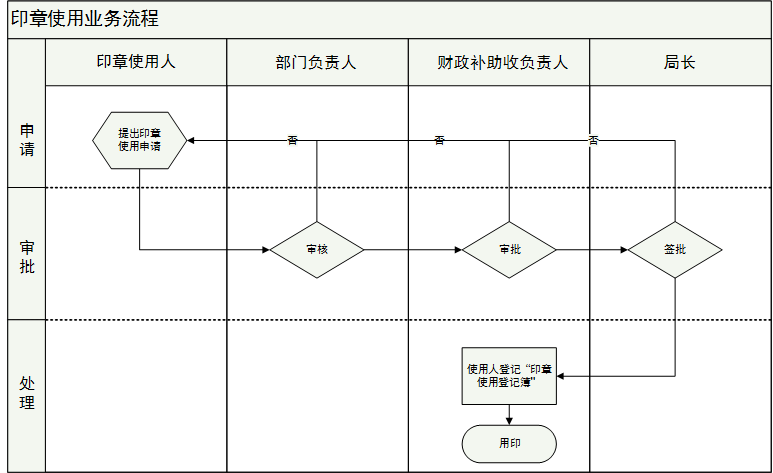 印章使用业务流程
印章使用人
部门负责人
财政补助收负责人
局长
申
请
提出印章
使用申请
否
否
否
审
批
审核
审批
签批
处
理
使用人登记“印章
使用登记簿"
用印